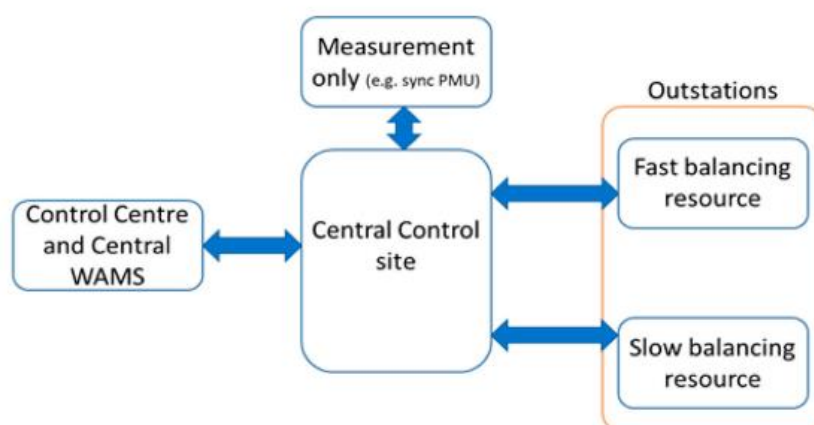 Measurement
only (e.g. sync PMU)
Outstations
Fast balancing
resource
Control Centre
and Central
WAMS
Central Control
site
Slow balancing
resource